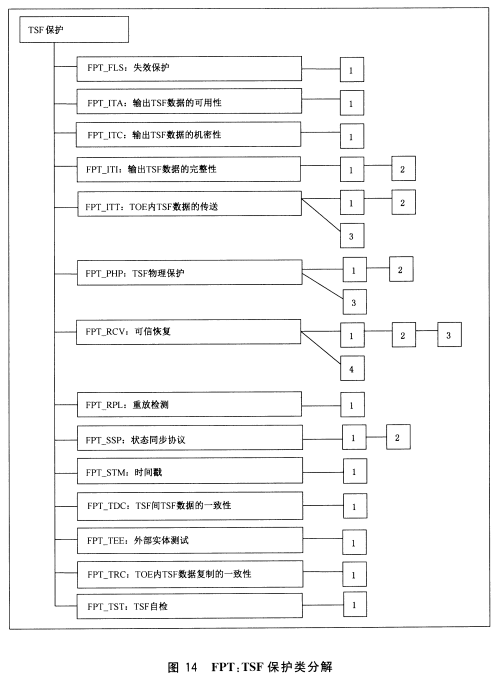 TSF保护
FPT_FLS：失效保护 1
FPT_ITA：输出TSF数据的可用性 1
FPT_ITC：输出TSF数据的机密性 1
FPT_ITI：输出TSF数据的完整性 1 2
FPT_ITT：TOE内TSF数据的传送 1 2
3
FPT_PHP：TSF物理保护 1 2
3
FPT_RCV：可信恢复 1 2 3
4
FPT_RPL：重放检测 1
FPT_SSP：状态同步协议 1 2
FPT_STM：时间戳 1
FPT_TDC：TSF间TSF数据的一致性 1
FPT_TEE：外部实体测试 1
FPT_TRC：TOE内TSF数据复制的一致性 1
FPT_TST：TSF自检 1
图 14 FPT：TSF 保护类分解